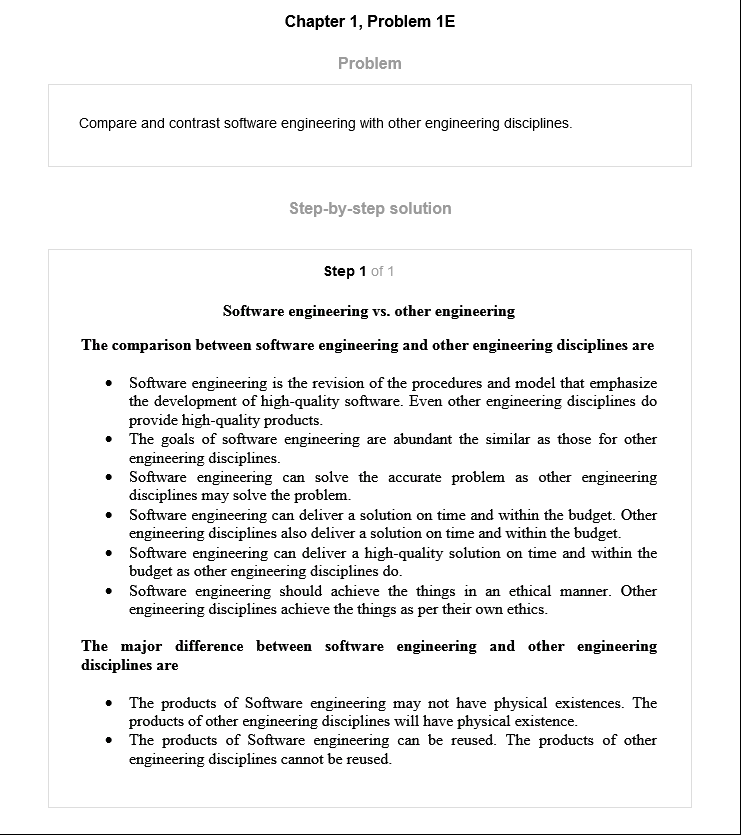 Chapter 1, Problem 1E
Problem
Compare and contrast software engineering with other engineering disciplines.
Step-by-step solution
Step 1 of 1
Software engineering vs. other engineering
The comparison between software engineering and other engineering disciplines are
• Software engineering is the revision of the procedures and model that emphasize
the development of high-quality software. Even other engineering disciplines do
provide high-quality products.
• The goals of software engineering are abundant the similar as those for other
engineering disciplines.
• Software engineering can solve the accurate problem as other engineering
disciplines may solve the problem.
• Software engineering can deliver a solution on time and within the budget. Other
engineering disciplines also deliver a solution on time and within the budget.
• Software engineering can deliver a high-quality solution on time and within the
budget as other engineering disciplines do.
• Software engineering should achieve the things in an ethical manner. Other
engineering disciplines achieve the things as per their own ethics.
The major difference between software engineering and other engineering
disciplines are
• The products of Software engineering may not have physical existences. The
products of other engineering disciplines will have physical existence.
• The products of Software engineering can be reused. The products of other
engineering disciplines cannot be reused.